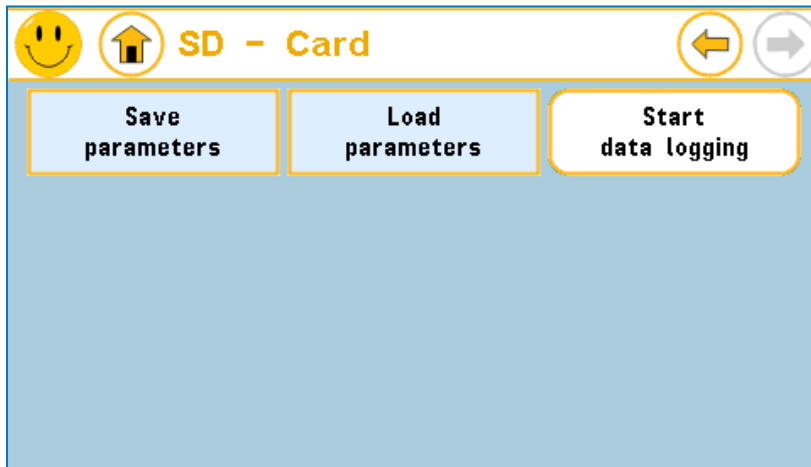 SD - Card
Save
parameters
Load
parameters
Start
data logging